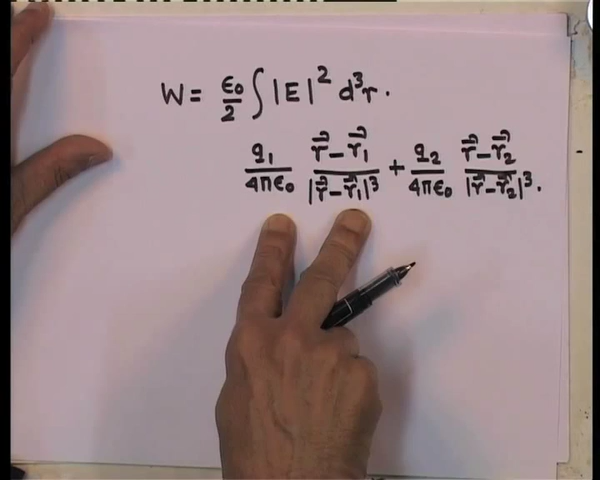 W = ε₀/2 ∫ |E|² d³r.
q₁/4πε₀ (r⃗ − r⃗₁)/|r⃗ − r⃗₁|³ + q₂/4πε₀ (r⃗ − r⃗₂)/|r⃗ − r⃗₂|³.